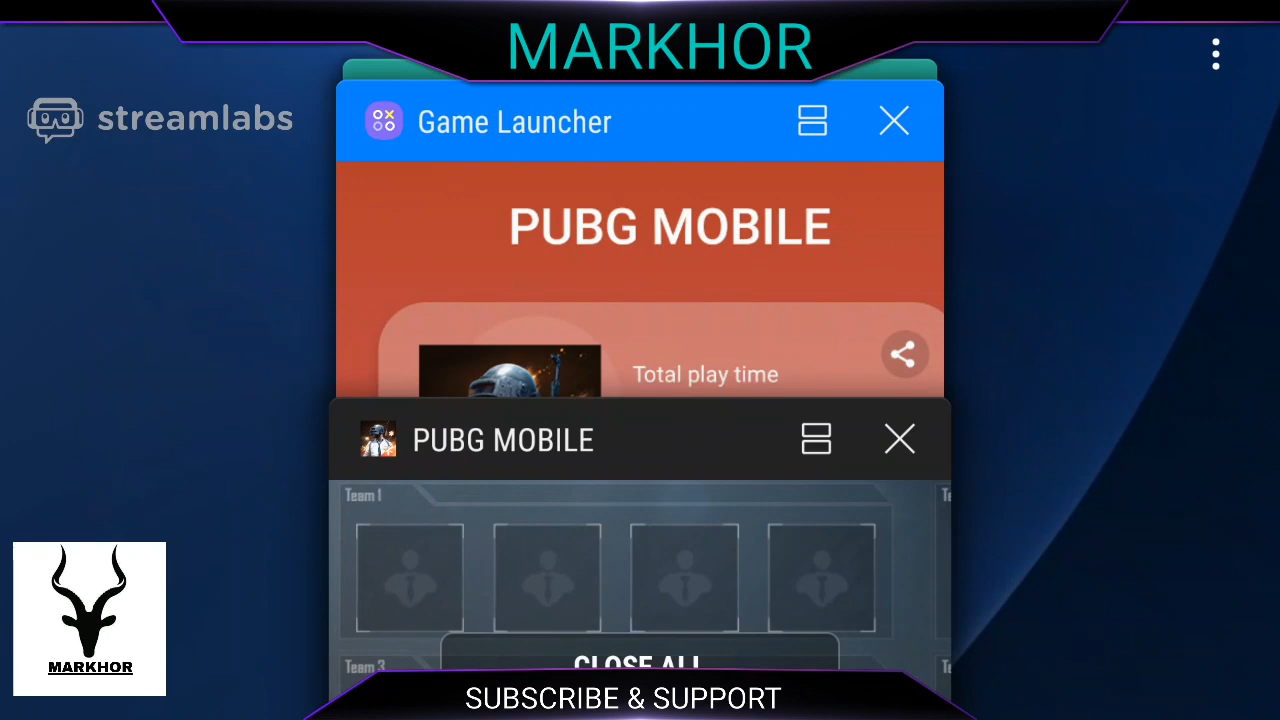 MARKHOR
streamlabs
Game Launcher
PUBG MOBILE
Total play time
PUBG MOBILE
Team 1
Te
Team 3
CLOSE ALL
MARKHOR
SUBSCRIBE & SUPPORT